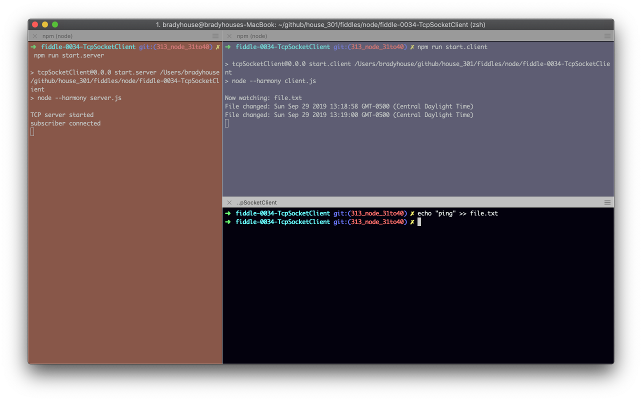 1. bradyhouse@bradyhouses-MacBook: ~/github/house_301/fiddles/node/fiddle-0034-TcpSocketClient (zsh)
× npm (node)
➜ fiddle-0034-TcpSocketClient git:(313_node_31to40) ✗
npm run start.server
> tcpSocketClient@0.0.0 start.server /Users/bradyhouse
/github/house_301/fiddles/node/fiddle-0034-TcpSocketCl
ient
> node --harmony server.js
TCP server started
subscriber connected
× npm (node)
➜ fiddle-0034-TcpSocketClient git:(313_node_31to40) ✗ npm run start.client
> tcpSocketClient@0.0.0 start.client /Users/bradyhouse/github/house_301/fiddles/node/fiddle-0034-TcpSocketClie
nt
> node --harmony client.js
Now watching: file.txt
File changed: Sun Sep 29 2019 13:18:58 GMT-0500 (Central Daylight Time)
File changed: Sun Sep 29 2019 13:19:00 GMT-0500 (Central Daylight Time)
× ..pSocketClient
➜ fiddle-0034-TcpSocketClient git:(313_node_31to40) ✗ echo "ping" >> file.txt
➜ fiddle-0034-TcpSocketClient git:(313_node_31to40) ✗